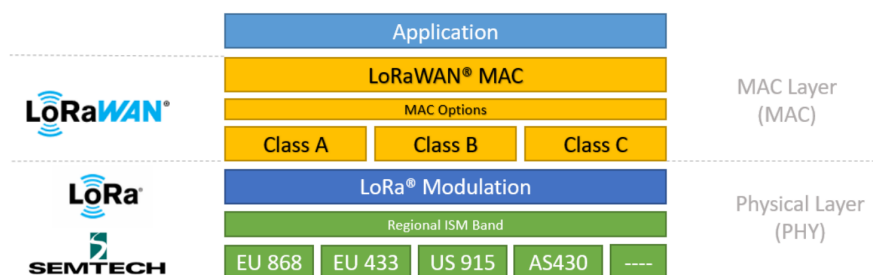 Application
LoRaWAN®
LoRaWAN® MAC
MAC Options
Class A Class B Class C
MAC Layer
(MAC)
LoRa®
LoRa® Modulation
Regional ISM Band
SEMTECH
EU 868 EU 433 US 915 AS430 ----
Physical Layer
(PHY)